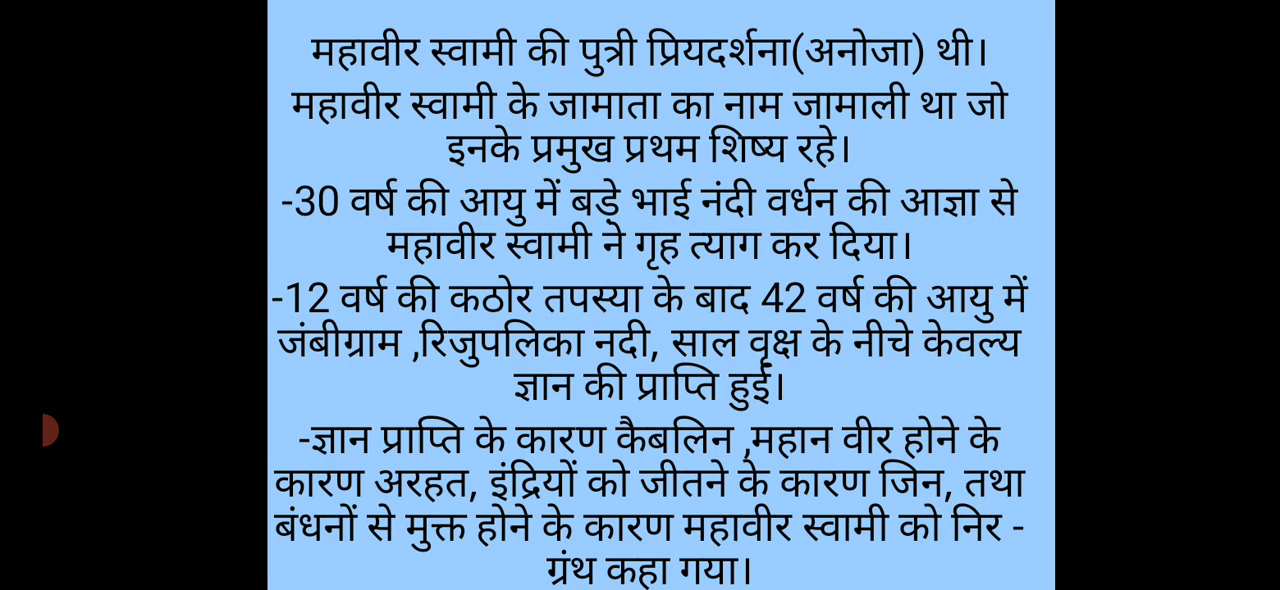 महावीर स्वामी की पुत्री प्रियदर्शना(अनोजा) थी।
महावीर स्वामी के जामाता का नाम जामाली था जो
इनके प्रमुख प्रथम शिष्य रहे।
-30 वर्ष की आयु में बड़े भाई नंदी वर्धन की आज्ञा से
महावीर स्वामी ने गृह त्याग कर दिया।
-12 वर्ष की कठोर तपस्या के बाद 42 वर्ष की आयु में
जंबीग्राम ,रिजुपलिका नदी, साल वृक्ष के नीचे केवल्य
ज्ञान की प्राप्ति हुई।
-ज्ञान प्राप्ति के कारण कैबलिन ,महान वीर होने के
कारण अरहत, इंद्रियों को जीतने के कारण जिन, तथा
बंधनों से मुक्त होने के कारण महावीर स्वामी को निर -
ग्रंथ कहा गया।